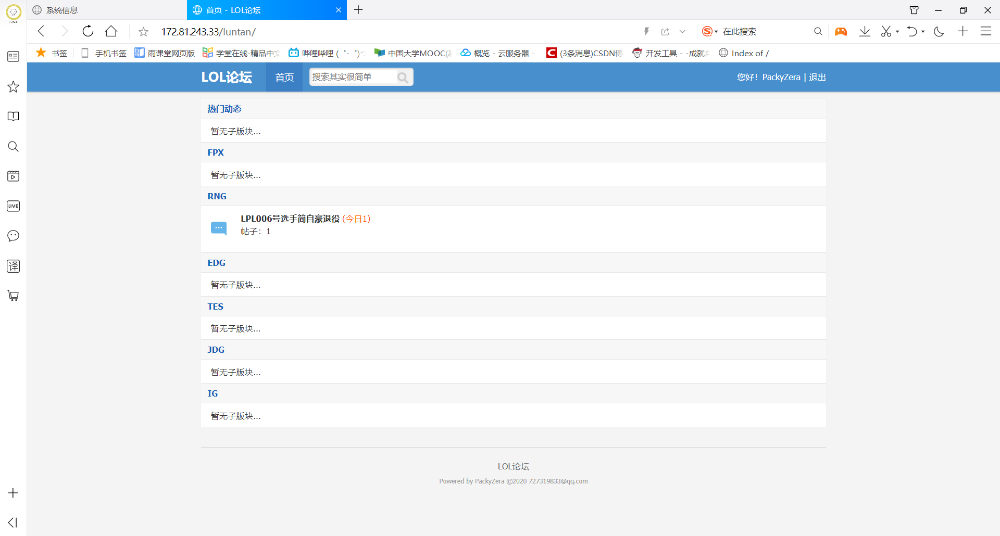 系统信息
首页 - LOL论坛
172.81.243.33/luntan/
在此搜索
书签
手机书签
雨课堂网页版
学堂在线-精品中文
哔哩哔哩 ( ゜- ゜)つ
中国大学MOOC(
概览 - 云服务器 -
(3条消息)CSDN博
开发工具 - -成就自
Index of /
LOL论坛
首页
搜索其实很简单
您好！PackyZera | 退出
热门动态
暂无子版块...
FPX
暂无子版块...
RNG
LPL006号选手简自豪退役 (今日1)
帖子：1
EDG
暂无子版块...
TES
暂无子版块...
JDG
暂无子版块...
IG
暂无子版块...
LOL论坛
Powered by PackyZera ©2020 727319833@qq.com
LIVE
译